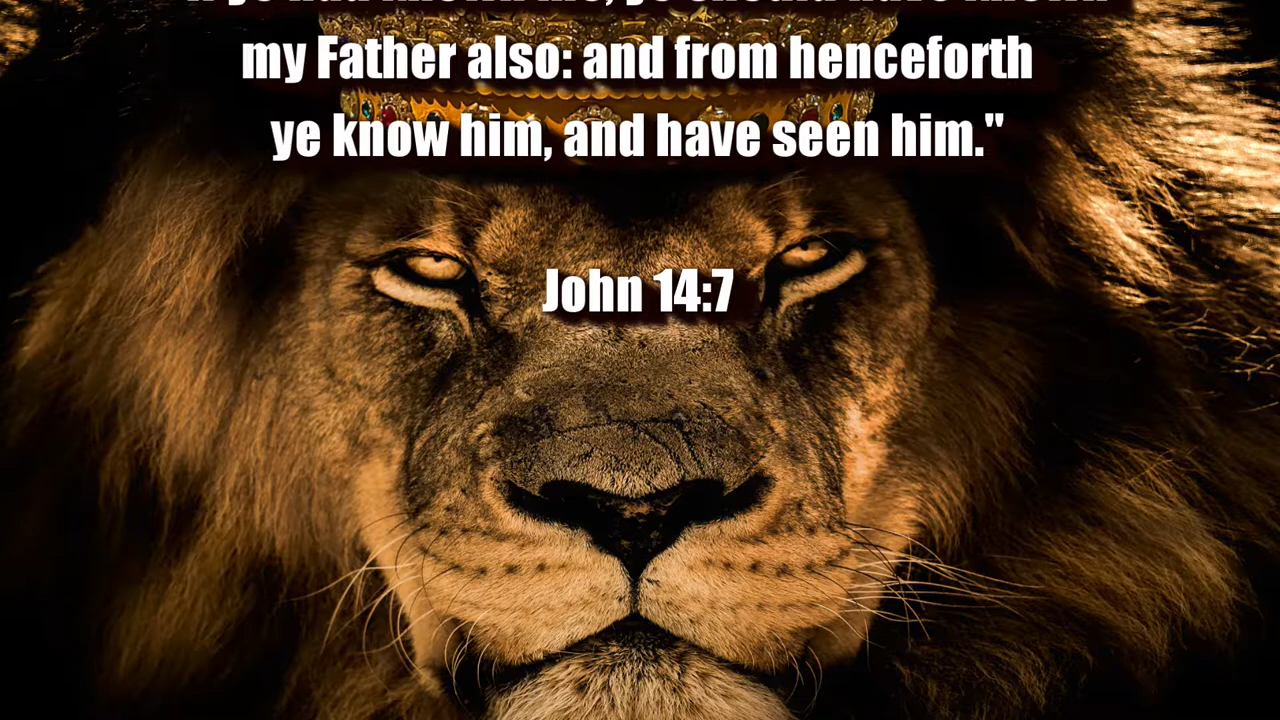 my Father also: and from henceforth
ye know him, and have seen him."
John 14:7